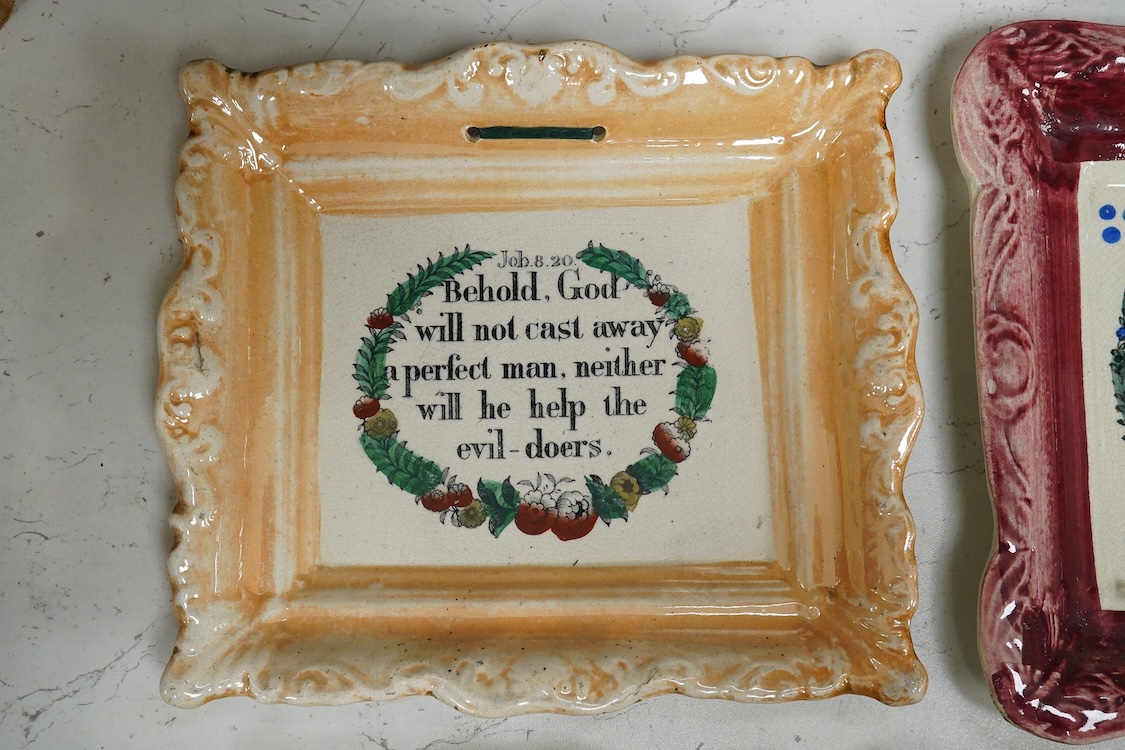 Job.8.20.
Behold, God
will not cast away
a perfect man, neither
will he help the
evil-doers.